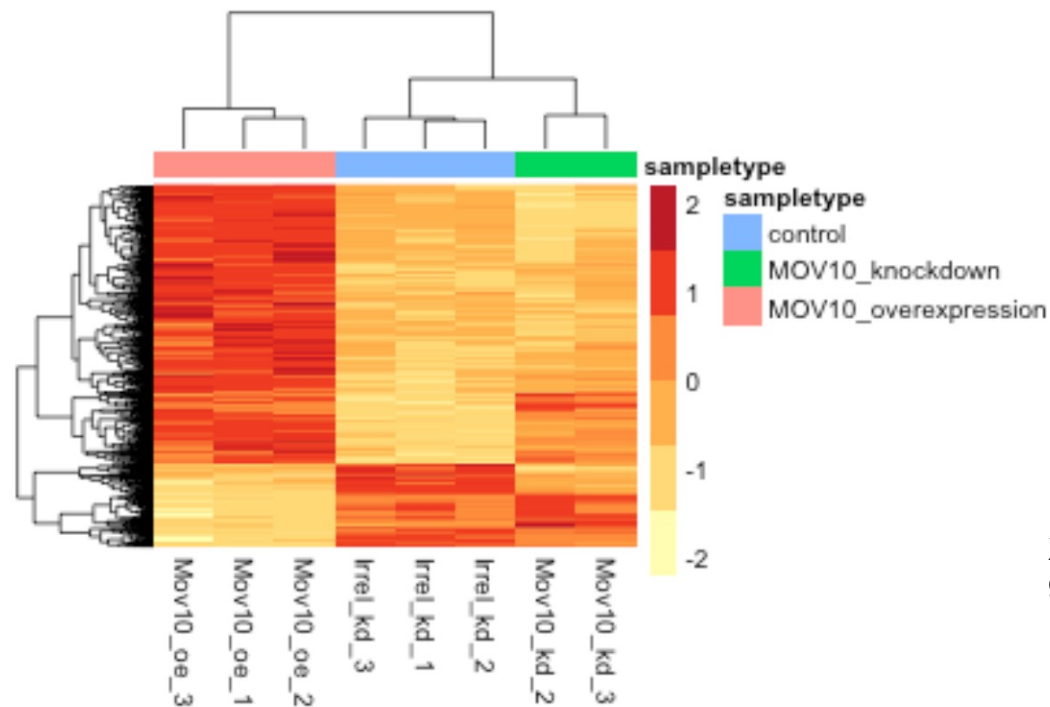 sampletype
2
1
0
-1
-2
sampletype
control
MOV10_knockdown
MOV10_overexpression
Mov10_oe_3
Mov10_oe_1
Mov10_oe_2
Irrel_kd_3
Irrel_kd_1
Irrel_kd_2
Mov10_kd_2
Mov10_kd_3